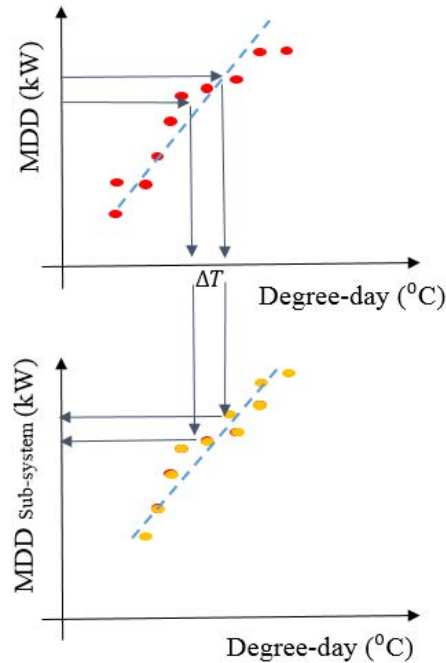 MDD (kW)
ΔT
Degree-day (⁰C)
MDD Sub-system (kW)
Degree-day (⁰C)